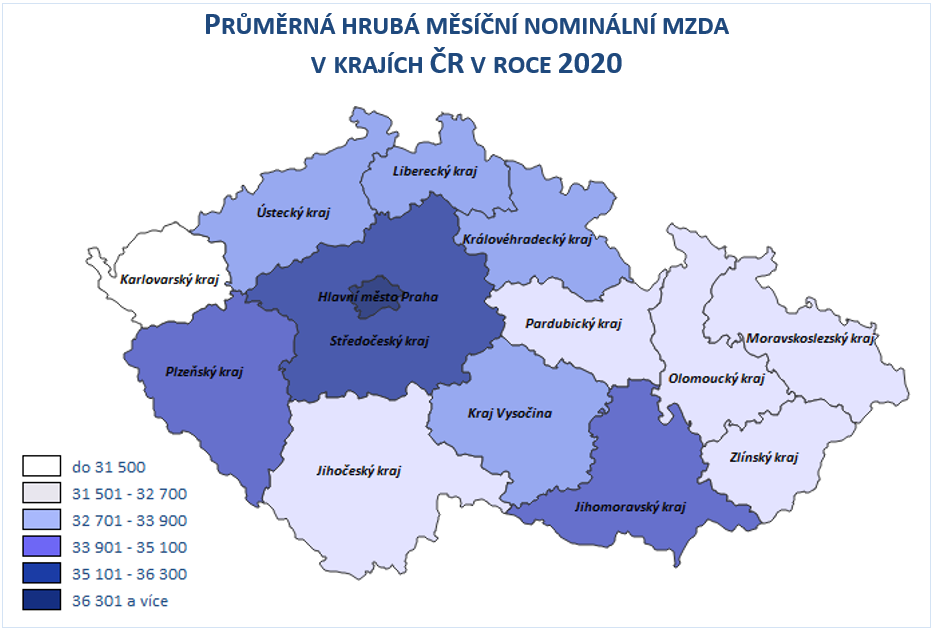 PRŮMĚRNÁ HRUBÁ MĚSÍČNÍ NOMINÁLNÍ MZDA
V KRAJÍCH ČR V ROCE 2020
Liberecký kraj
Ústecký kraj
Královéhradecký kraj
Karlovarský kraj
Hlavní město Praha
Pardubický kraj
Středočeský kraj
Moravskoslezský kraj
Plzeňský kraj
Olomoucký kraj
Kraj Vysočina
Zlínský kraj
Jihočeský kraj
Jihomoravský kraj
do 31 500
31 501 - 32 700
32 701 - 33 900
33 901 - 35 100
35 101 - 36 300
36 301 a více